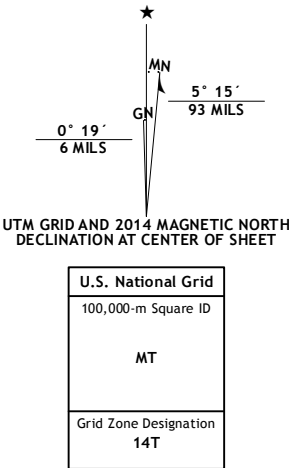 ★
MN
5° 15´
93 MILS
GN
0° 19´
6 MILS
UTM GRID AND 2014 MAGNETIC NORTH
DECLINATION AT CENTER OF SHEET
U.S. National Grid
100,000-m Square ID
MT
Grid Zone Designation
14T